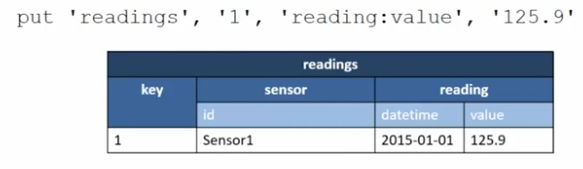 put 'readings', '1', 'reading:value', '125.9'
readings
key sensor reading
id datetime value
1 Sensor1 2015-01-01 125.9